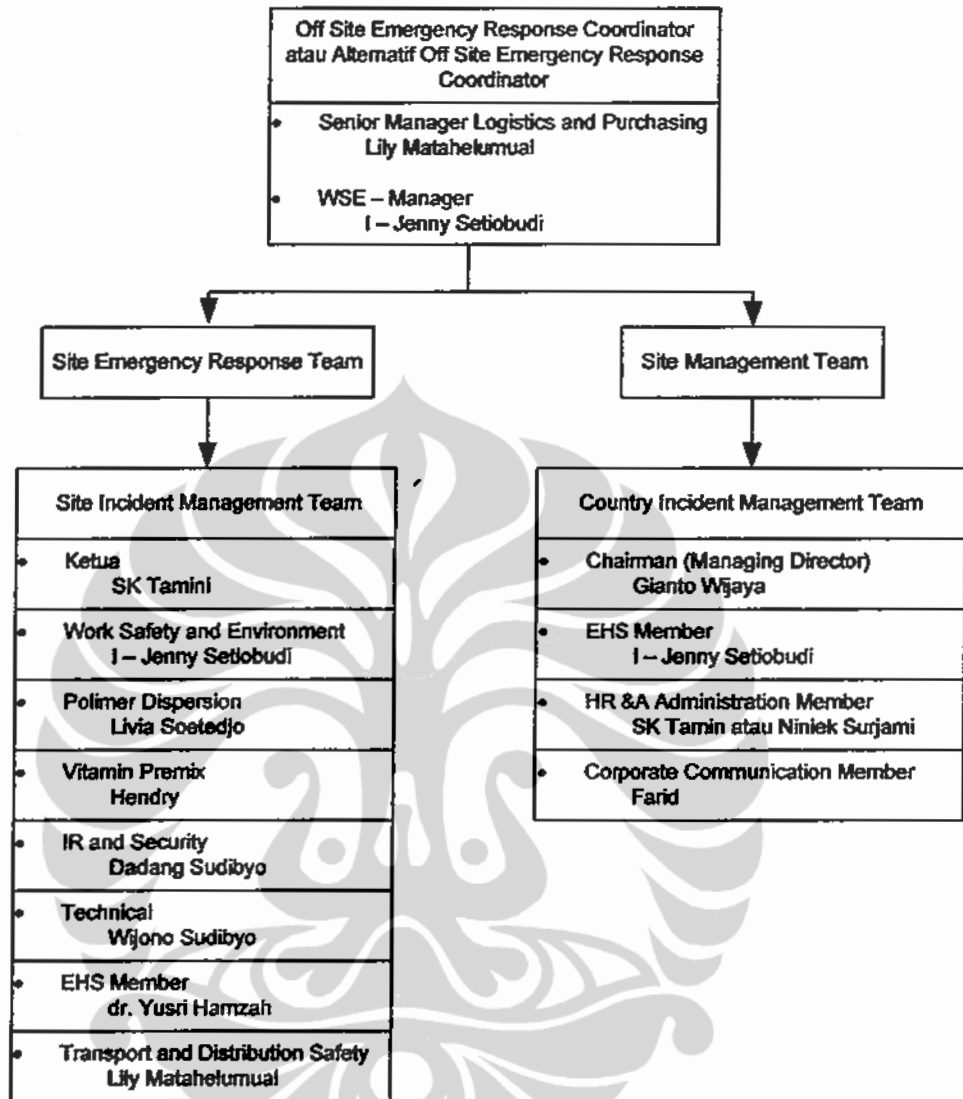 Off Site Emergency Response Coordinator
atau Alternatif Off Site Emergency Response
Coordinator
• Senior Manager Logistics and Purchasing
Lily Matahelumual
• WSE – Manager
I – Jenny Setiobudi
Site Emergency Response Team
Site Management Team
Site Incident Management Team
• Ketua
SK Tamini
• Work Safety and Environment
I – Jenny Setiobudi
• Polimer Dispersion
Livia Soetedjo
• Vitamin Premix
Hendry
• IR and Security
Dadang Sudibyo
• Technical
Wijono Sudibyo
• EHS Member
dr. Yusri Hamzah
• Transport and Distribution Safety
Lily Matahelumual
Country Incident Management Team
• Chairman (Managing Director)
Gianto Wijaya
• EHS Member
I – Jenny Setiobudi
• HR &A Administration Member
SK Tamin atau Niniek Surjami
• Corporate Communication Member
Farid